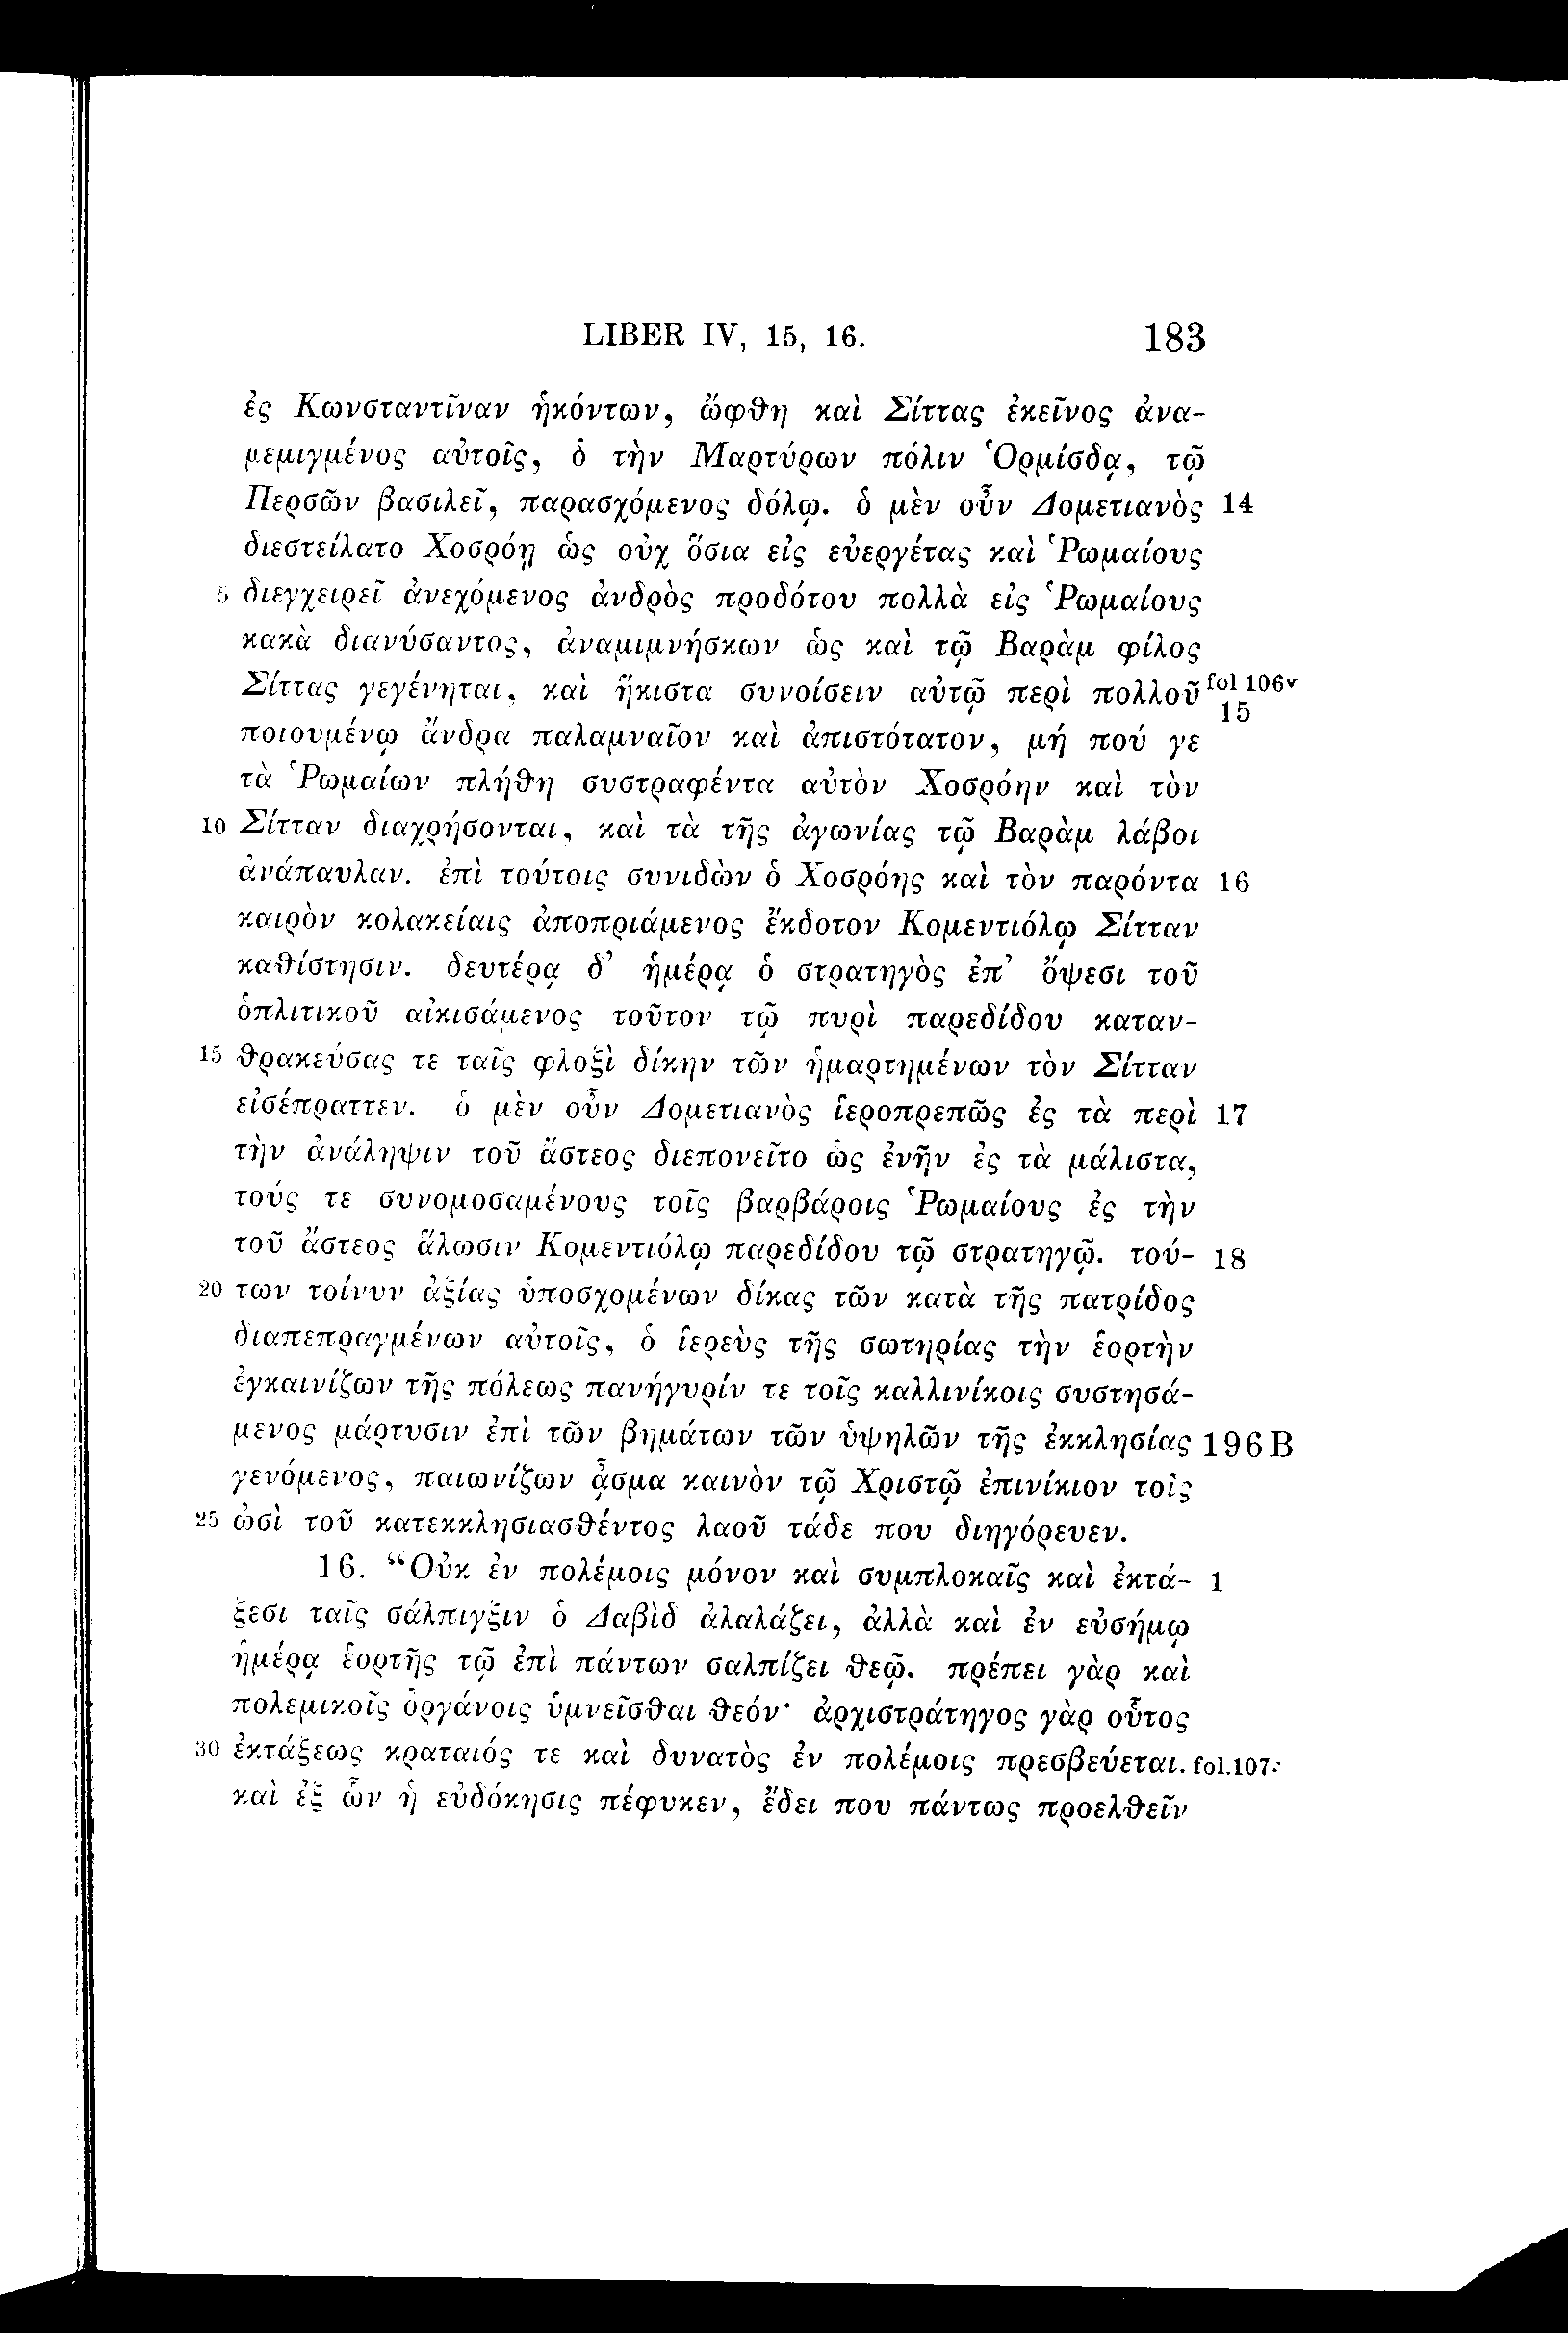 LIBER IV, 15, 16. 183
ἐς Κωνσταντῖναν ἡκόντων, ὤφθη καὶ Σίττας ἐκεῖνος ἀνα-
μεμιγμένος αὐτοῖς, ὁ τὴν Μαρτύρων πόλιν Ὁρμίσδᾳ, τῷ
Περσῶν βασιλεῖ, παρασχόμενος δόλῳ. ὁ μὲν οὖν Δομετιανὸς 14
διεστείλατο Χοσρόῃ ὡς οὐχ ὅσια εἰς εὐεργέτας καὶ Ῥωμαίους
5 διεγχειρεῖ ἀνεχόμενος ἀνδρὸς προδότου πολλὰ εἰς Ῥωμαίους
κακὰ διανύσαντος, ἀναμιμνήσκων ὡς καὶ τῷ Βαρὰμ φίλος
Σίττας γεγένηται, καὶ ἥκιστα συνοίσειν αὐτῷ περὶ πολλοῦ fol 106v
15
ποιουμένῳ ἄνδρα παλαμναῖον καὶ ἀπιστότατον, μή πού γε
τὰ Ῥωμαίων πλήθη συστραφέντα αὐτὸν Χοσρόην καὶ τὸν
10 Σίτταν διαχρήσονται, καὶ τὰ τῆς ἀγωνίας τῷ Βαρὰμ λάβοι
ἀνάπαυλαν. ἐπὶ τούτοις συνιδὼν ὁ Χοσρόης καὶ τὸν παρόντα 16
καιρὸν κολακείαις ἀποπριάμενος ἔκδοτον Κομεντιόλῳ Σίτταν
καθίστησιν. δευτέρᾳ δ’ ἡμέρᾳ ὁ στρατηγὸς ἐπ’ ὄψεσι τοῦ
ὁπλιτικοῦ αἰκισάμενος τοῦτον τῷ πυρὶ παρεδίδου καταν-
15 θρακεύσας τε ταῖς φλοξὶ δίκην τῶν ἡμαρτημένων τὸν Σίτταν
εἰσέπραττεν. ὁ μὲν οὖν Δομετιανὸς ἱεροπρεπῶς ἐς τὰ περὶ 17
τὴν ἀνάληψιν τοῦ ἄστεος διεπονεῖτο ὡς ἐνῆν ἐς τὰ μάλιστα,
τούς τε συνομοσαμένους τοῖς βαρβάροις Ῥωμαίους ἐς τὴν
τοῦ ἄστεος ἅλωσιν Κομεντιόλῳ παρεδίδου τῷ στρατηγῷ. τού- 18
20 των τοίνυν ἀξίας ὑποσχομένων δίκας τῶν κατὰ τῆς πατρίδος
διαπεπραγμένων αὐτοῖς, ὁ ἱερεὺς τῆς σωτηρίας τὴν ἑορτὴν
ἐγκαινίζων τῆς πόλεως πανήγυρίν τε τοῖς καλλινίκοις συστησά-
μενος μάρτυσιν ἐπὶ τῶν βημάτων τῶν ὑψηλῶν τῆς ἐκκλησίας 196 B
γενόμενος, παιωνίζων ᾆσμα καινὸν τῷ Χριστῷ ἐπινίκιον τοῖς
25 ὠσὶ τοῦ κατεκκλησιασθέντος λαοῦ τάδε που διηγόρευεν.
16. “Οὐκ ἐν πολέμοις μόνον καὶ συμπλοκαῖς καὶ ἐκτά- 1
ξεσι ταῖς σάλπιγξιν ὁ Δαβὶδ ἀλαλάζει, ἀλλὰ καὶ ἐν εὐσήμῳ
ἡμέρᾳ ἑορτῆς τῷ ἐπὶ πάντων σαλπίζει θεῷ. πρέπει γὰρ καὶ
πολεμικοῖς ὀργάνοις ὑμνεῖσθαι θεόν· ἀρχιστράτηγος γὰρ οὗτος
30 ἐκτάξεως κραταιός τε καὶ δυνατὸς ἐν πολέμοις πρεσβεύεται. fol.107r
καὶ ἐξ ὧν ἡ εὐδόκησις πέφυκεν, ἔδει που πάντως προελθεῖν